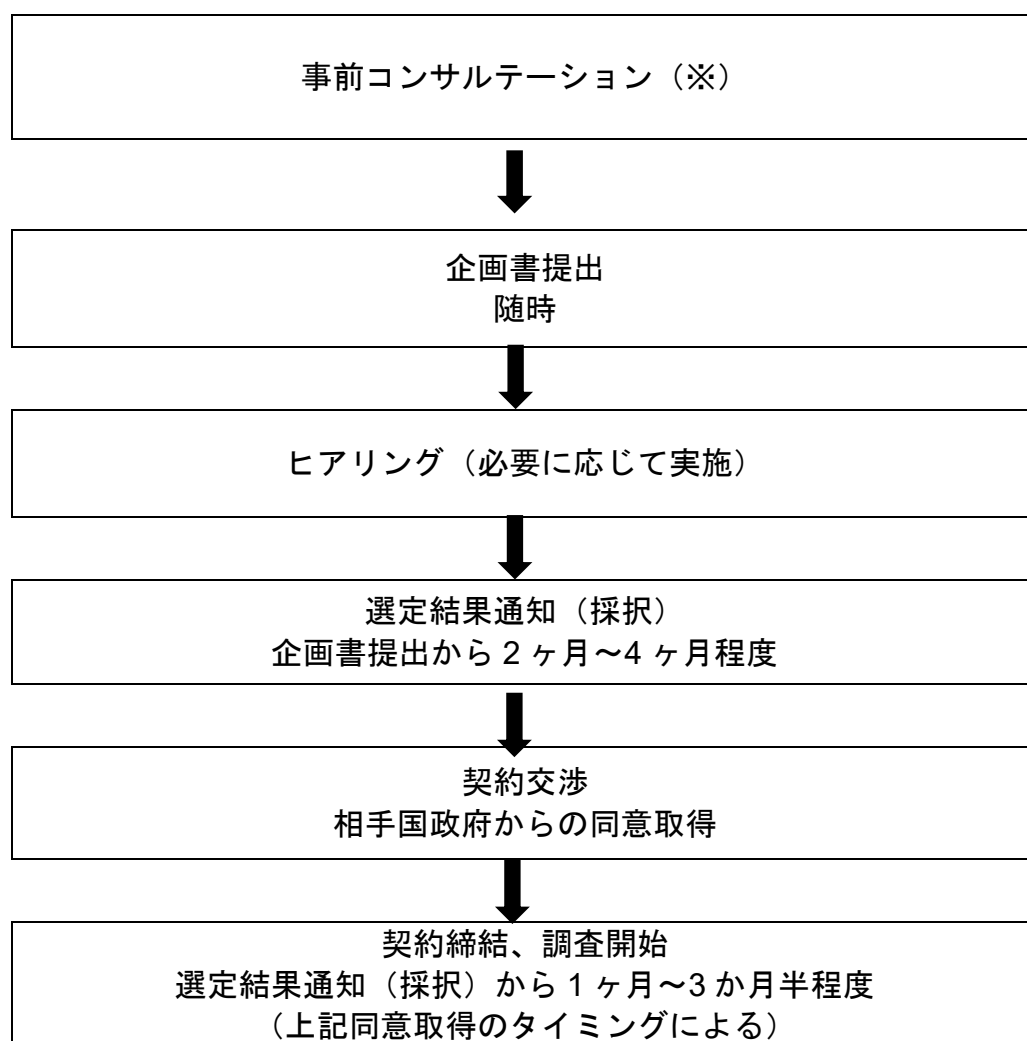 事前コンサルテーション（※）
企画書提出
随時
ヒアリング（必要に応じて実施）
選定結果通知（採択）
企画書提出から 2 ヶ月～4 ヶ月程度
契約交渉
相手国政府からの同意取得
契約締結、調査開始
選定結果通知（採択）から 1 ヶ月～3 か月半程度
（上記同意取得のタイミングによる）